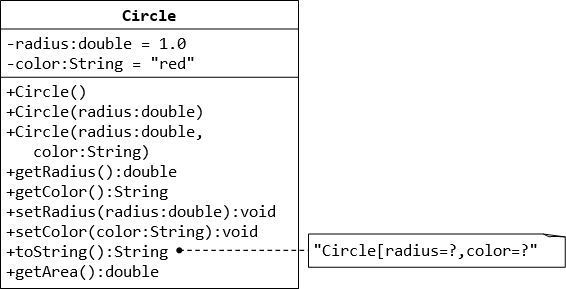 Circle
-radius:double = 1.0
-color:String = "red"
+Circle()
+Circle(radius:double)
+Circle(radius:double,
color:String)
+getRadius():double
+getColor():String
+setRadius(radius:double):void
+setColor(color:String):void
+toString():String
"Circle[radius=?,color=?"
+getArea():double